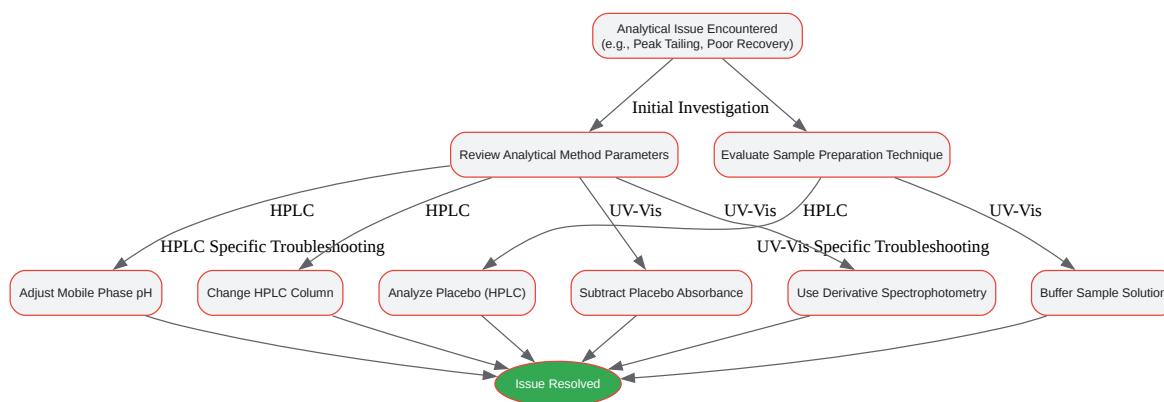 Analytical Issue Encountered
(e.g., Peak Tailing, Poor Recovery)
Initial Investigation
Review Analytical Method Parameters
Evaluate Sample Preparation Technique
HPLC
HPLC
UV-Vis
UV-Vis
HPLC
UV-Vis
HPLC Specific Troubleshooting
UV-Vis Specific Troubleshooting
Adjust Mobile Phase pH
Change HPLC Column
Analyze Placebo (HPLC)
Subtract Placebo Absorbance
Use Derivative Spectrophotometry
Buffer Sample Solution
Issue Resolved